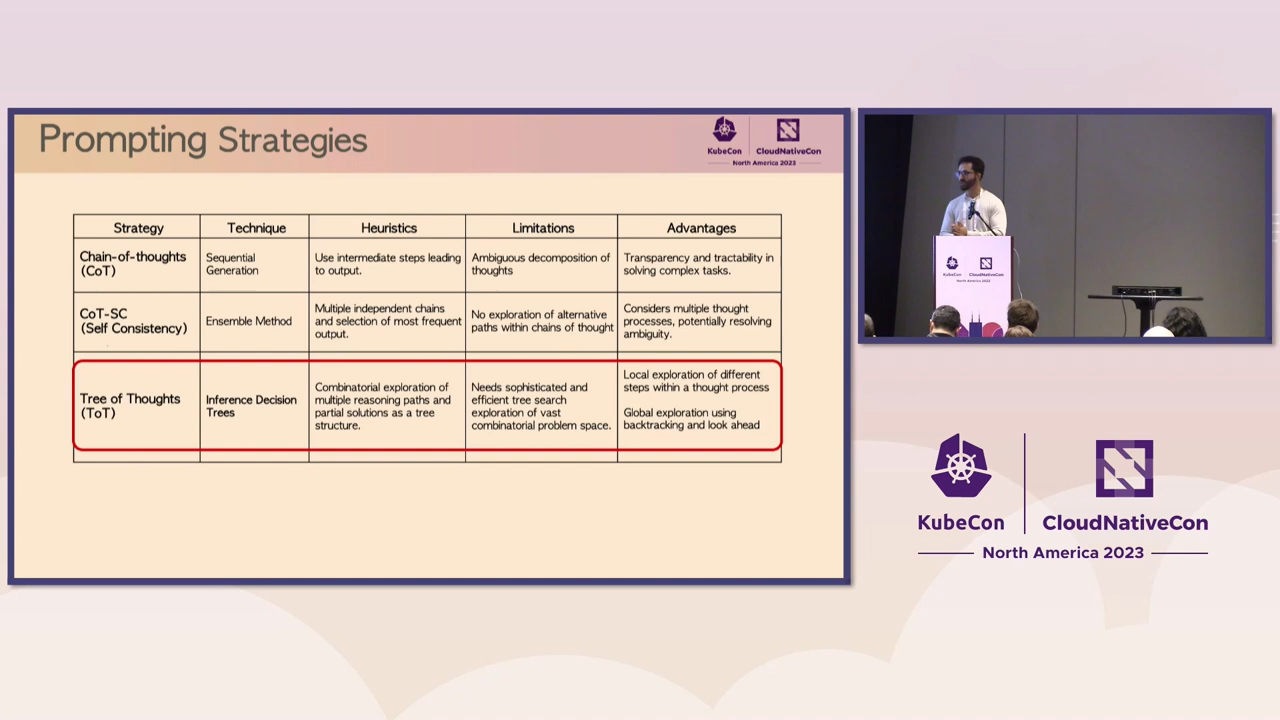 Prompting Strategies
KubeCon
CloudNativeCon
North America 2023
Strategy
Technique
Heuristics
Limitations
Advantages
Chain-of-thoughts
(CoT)
Sequential
Generation
Use intermediate steps leading
to output.
Ambiguous decomposition of
thoughts
Transparency and tractability in
solving complex tasks.
CoT-SC
(Self Consistency)
Ensemble Method
Multiple independent chains
and selection of most frequent
output.
No exploration of alternative
paths within chains of thought
Considers multiple thought
processes, potentially resolving
ambiguity.
Tree of Thoughts
(ToT)
Inference Decision
Trees
Combinatorial exploration of
multiple reasoning paths and
partial solutions as a tree
structure.
Needs sophisticated and
efficient tree search
exploration of vast
combinatorial problem space.
Local exploration of different
steps within a thought process
Global exploration using
backtracking and look ahead
KubeCon
CloudNativeCon
North America 2023
KubeCon
CloudNativeCon
North America 2023